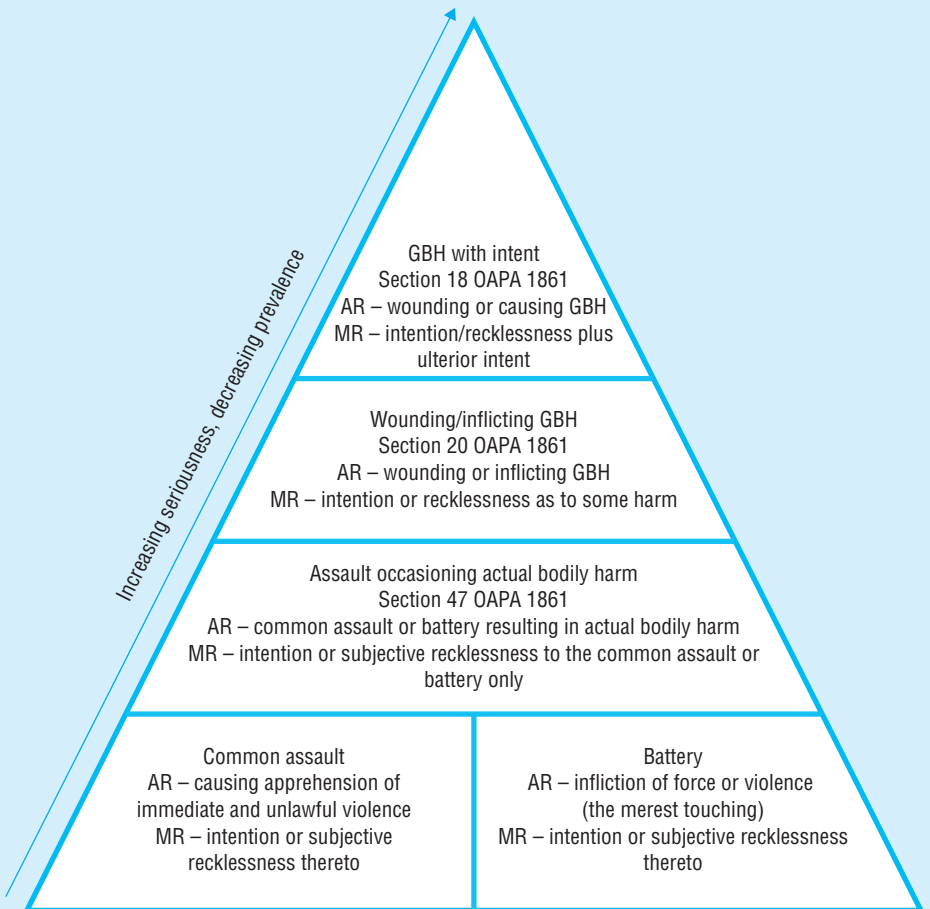 Increasing seriousness, decreasing prevalence
GBH with intent
Section 18 OAPA 1861
AR – wounding or causing GBH
MR – intention/recklessness plus
ulterior intent
Wounding/inflicting GBH
Section 20 OAPA 1861
AR – wounding or inflicting GBH
MR – intention or recklessness as to some harm
Assault occasioning actual bodily harm
Section 47 OAPA 1861
AR – common assault or battery resulting in actual bodily harm
MR – intention or subjective recklessness to the common assault or
battery only
Common assault
AR – causing apprehension of
immediate and unlawful violence
MR – intention or subjective
recklessness thereto
Battery
AR – infliction of force or violence
(the merest touching)
MR – intention or subjective recklessness
thereto